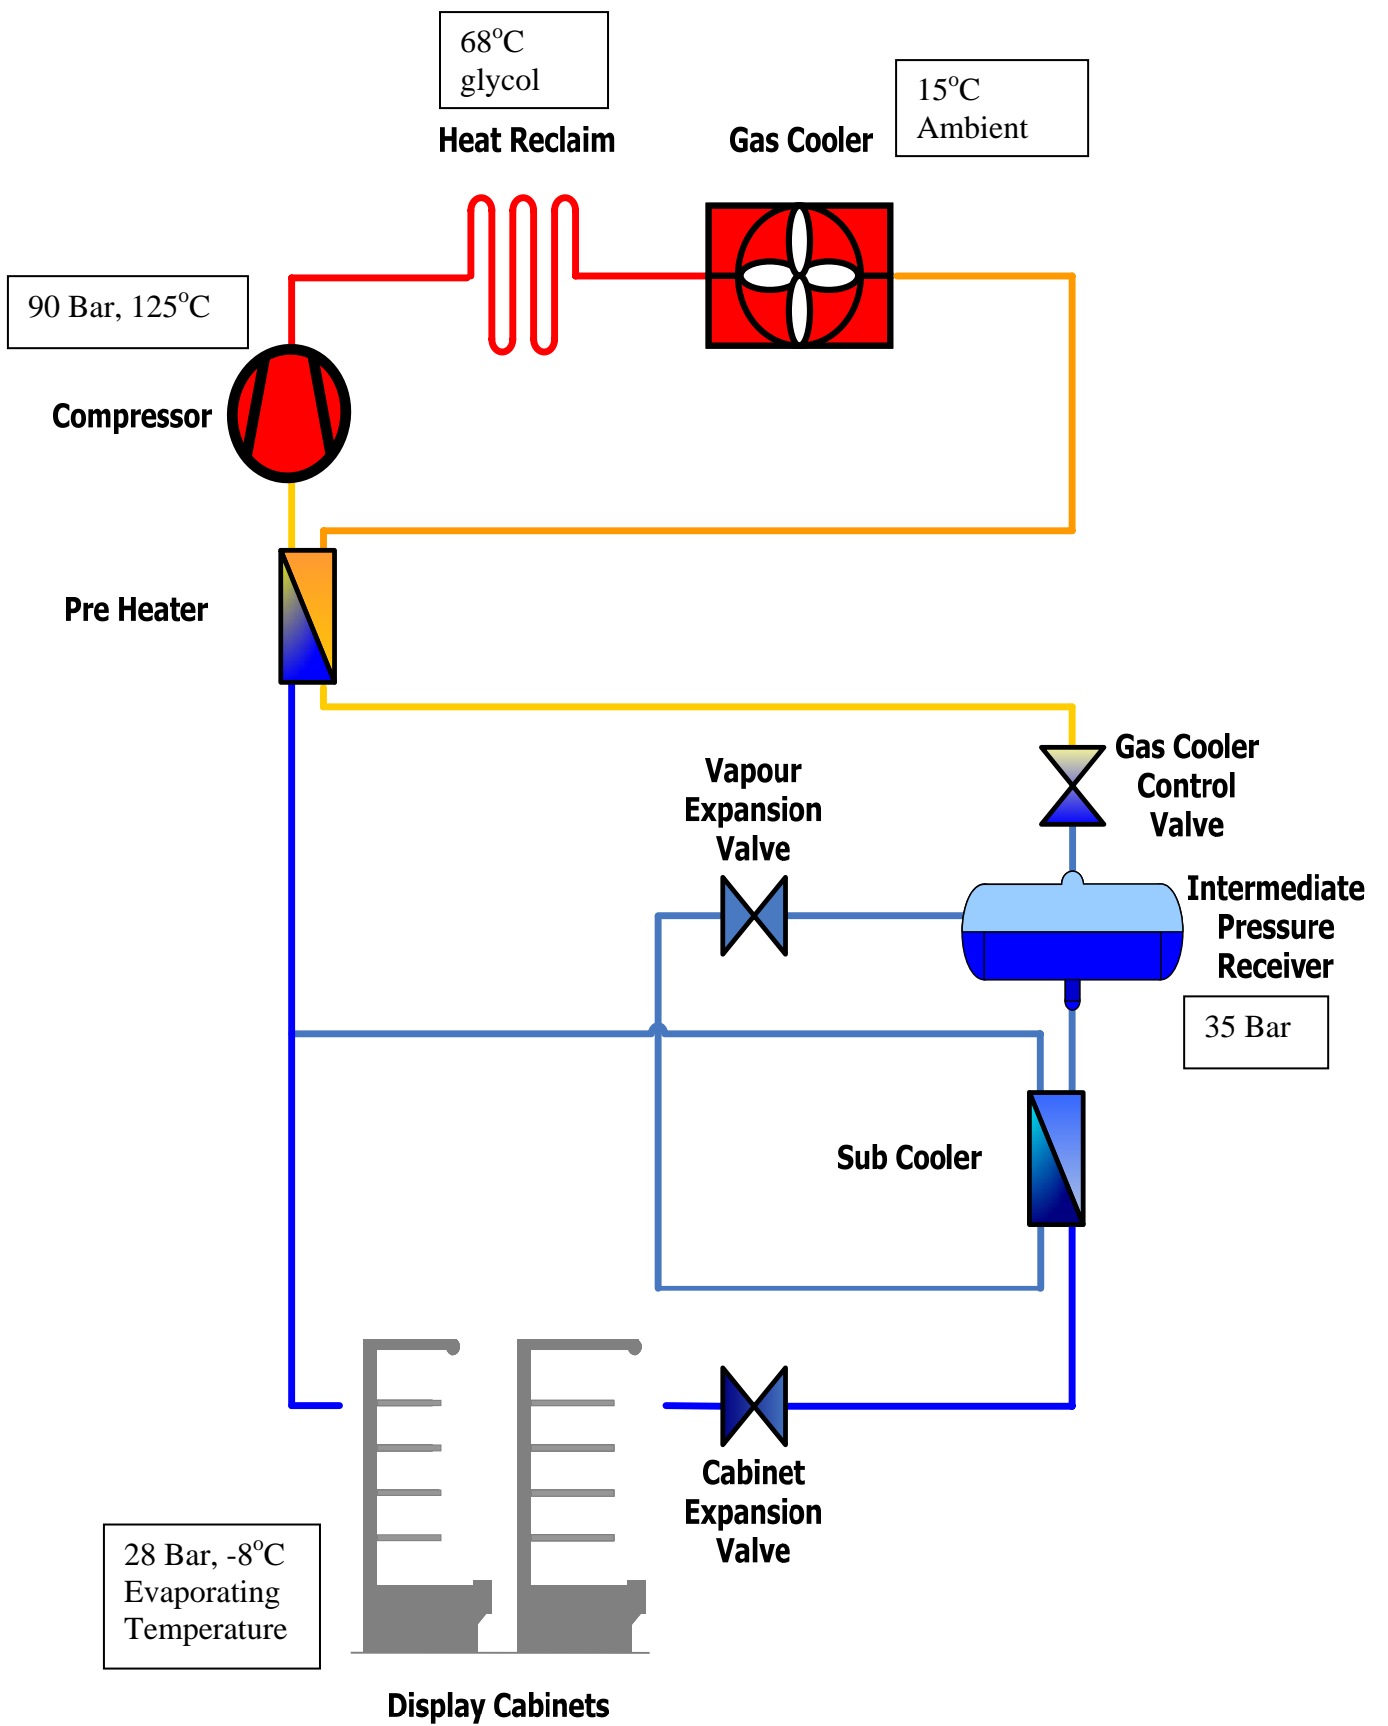 68°C
glycol
Heat Reclaim
Gas Cooler
15°C
Ambient
90 Bar, 125°C
Compressor
Pre Heater
Gas Cooler
Control
Valve
Vapour
Expansion
Valve
Intermediate
Pressure
Receiver
35 Bar
Sub Cooler
Cabinet
Expansion
Valve
28 Bar, -8°C
Evaporating
Temperature
Display Cabinets